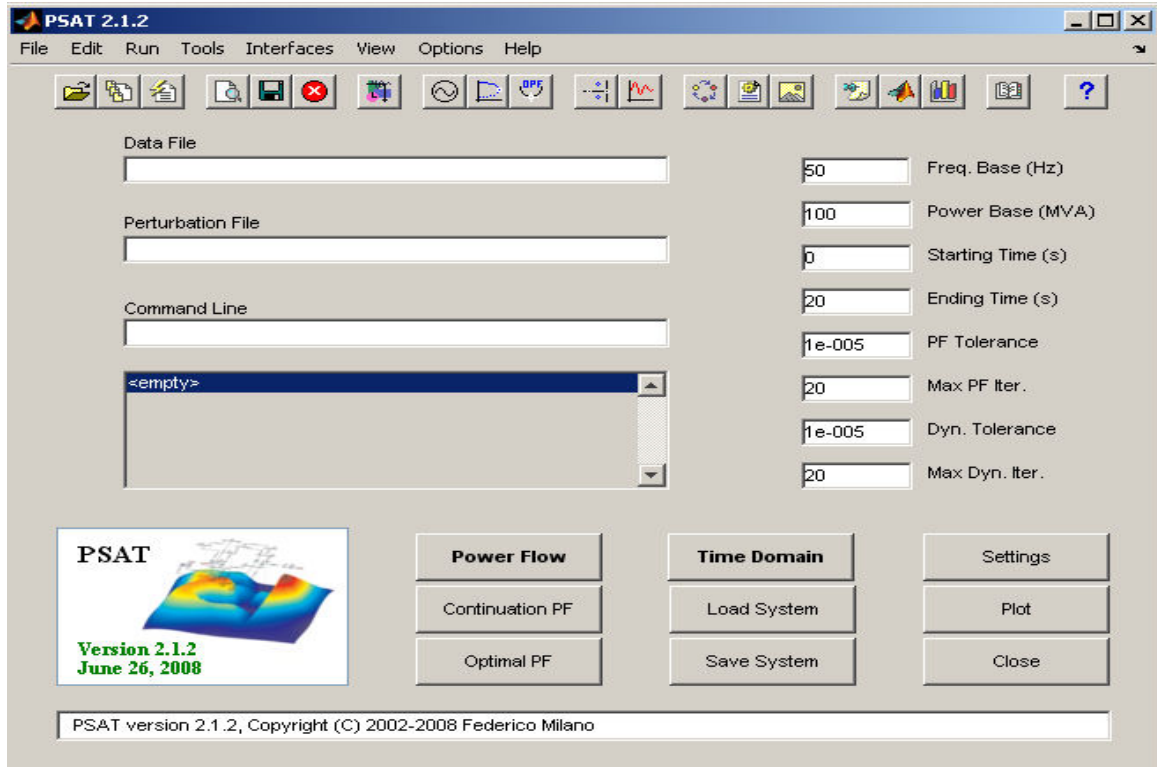 PSAT 2.1.2
File Edit Run Tools Interfaces View Options Help
OPF
Data File
50 Freq. Base (Hz)
100 Power Base (MVA)
Perturbation File
0 Starting Time (s)
20 Ending Time (s)
Command Line
1e-005 PF Tolerance
<empty>
20 Max PF Iter.
1e-005 Dyn. Tolerance
20 Max Dyn. Iter.
PSAT
Version 2.1.2
June 26, 2008
Power Flow Time Domain Settings
Continuation PF Load System Plot
Optimal PF Save System Close
PSAT version 2.1.2, Copyright (C) 2002-2008 Federico Milano